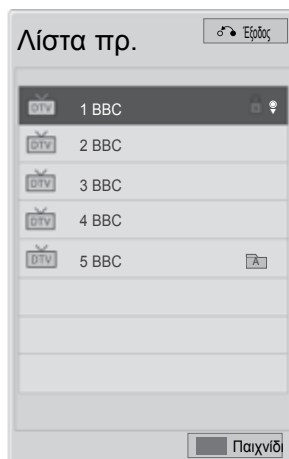 Λίστα πρ.
Έξοδος
DTV 1 BBC
DTV 2 BBC
DTV 3 BBC
DTV 4 BBC
DTV 5 BBC A
Παιχνίδι